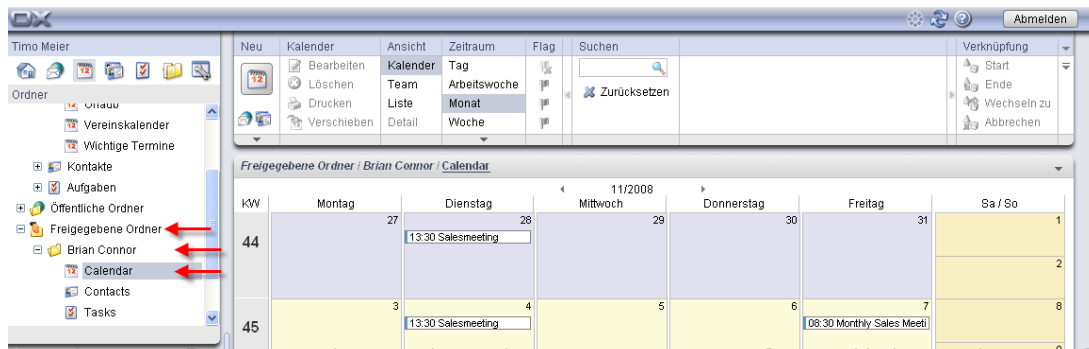 OX
Abmelden
Timo Meier
Ordner
Urlaub
Vereinskalender
Wichtige Termine
Kontakte
Aufgaben
Öffentliche Ordner
Freigegebene Ordner
Brian Connor
Calendar
Contacts
Tasks
Neu Kalender Ansicht Zeitraum Flag Suchen Verknüpfung
12 Bearbeiten Kalender Tag Start
Löschen Team Arbeitswoche Zurücksetzen Ende
Drucken Liste Monat Wechseln zu
Verschieben Detail Woche Abbrechen
Freigegebene Ordner / Brian Connor / Calendar
11/2008
KW Montag Dienstag Mittwoch Donnerstag Freitag Sa / So
27 28 29 30 31 1
44 13:30 Salesmeeting
2
3 4 5 6 7 8
45 13:30 Salesmeeting 08:30 Monthly Sales Meeti